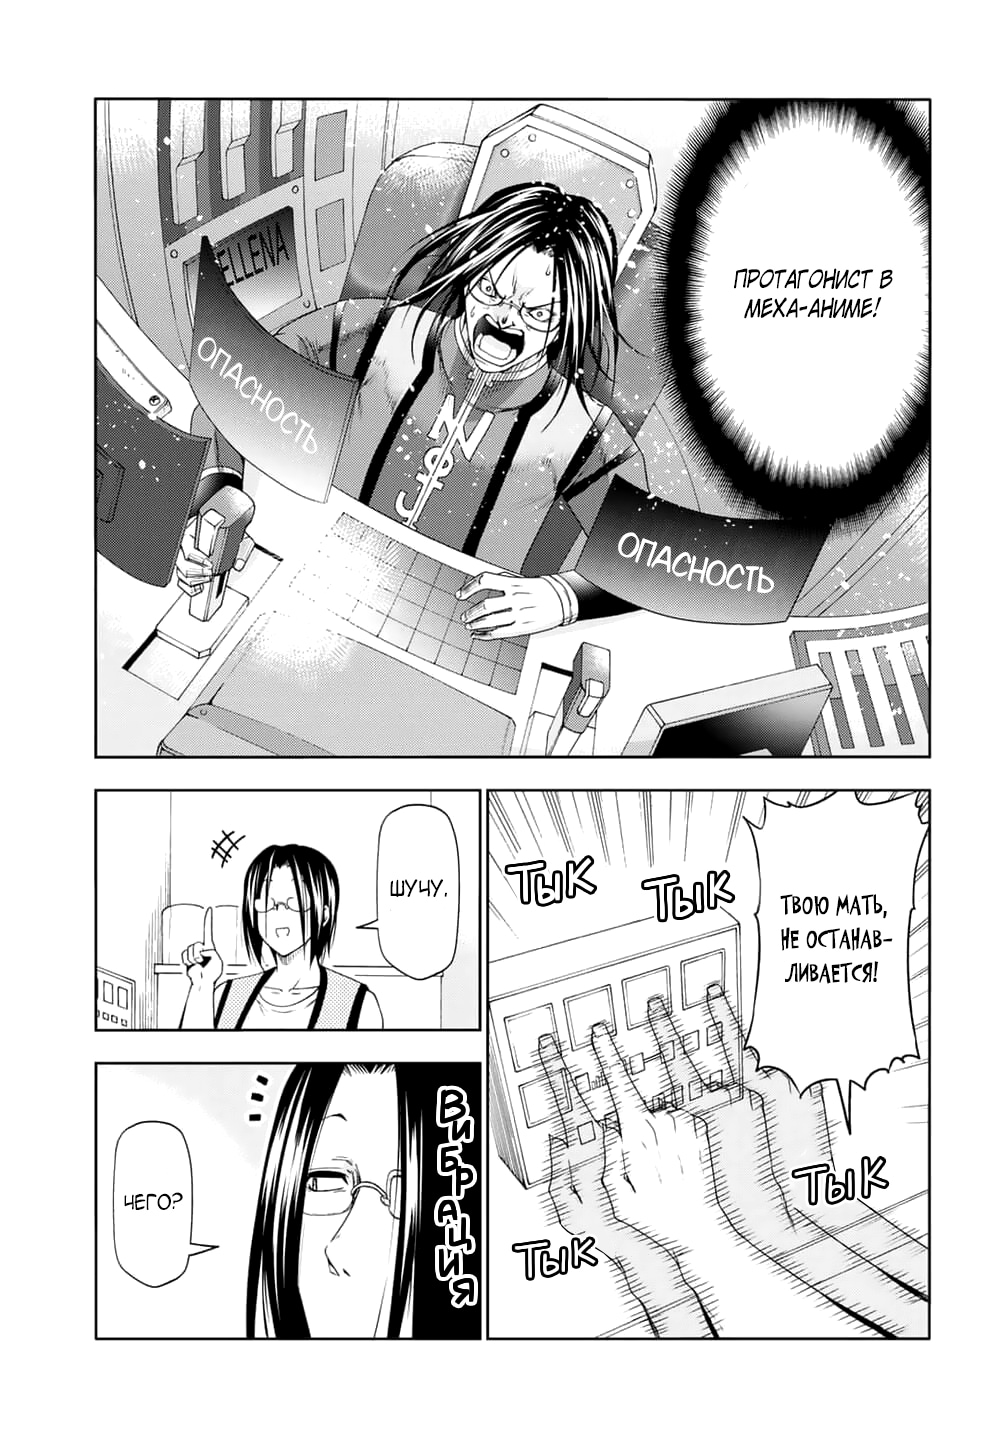 ПРОТАГОНИСТ В
МЕХА-АНИМЕ!
ELLENA
ОПАСНОСТЬ
ОПАСНОСТЬ
ТВОЮ МАТЬ,
НЕ ОСТАНАВ-
ЛИВАЕТСЯ!
ТЫК
ТЫК
ТЫК
ТЫК
ШУЧУ.
ВИБРАЦИЯ
ЧЕГО?